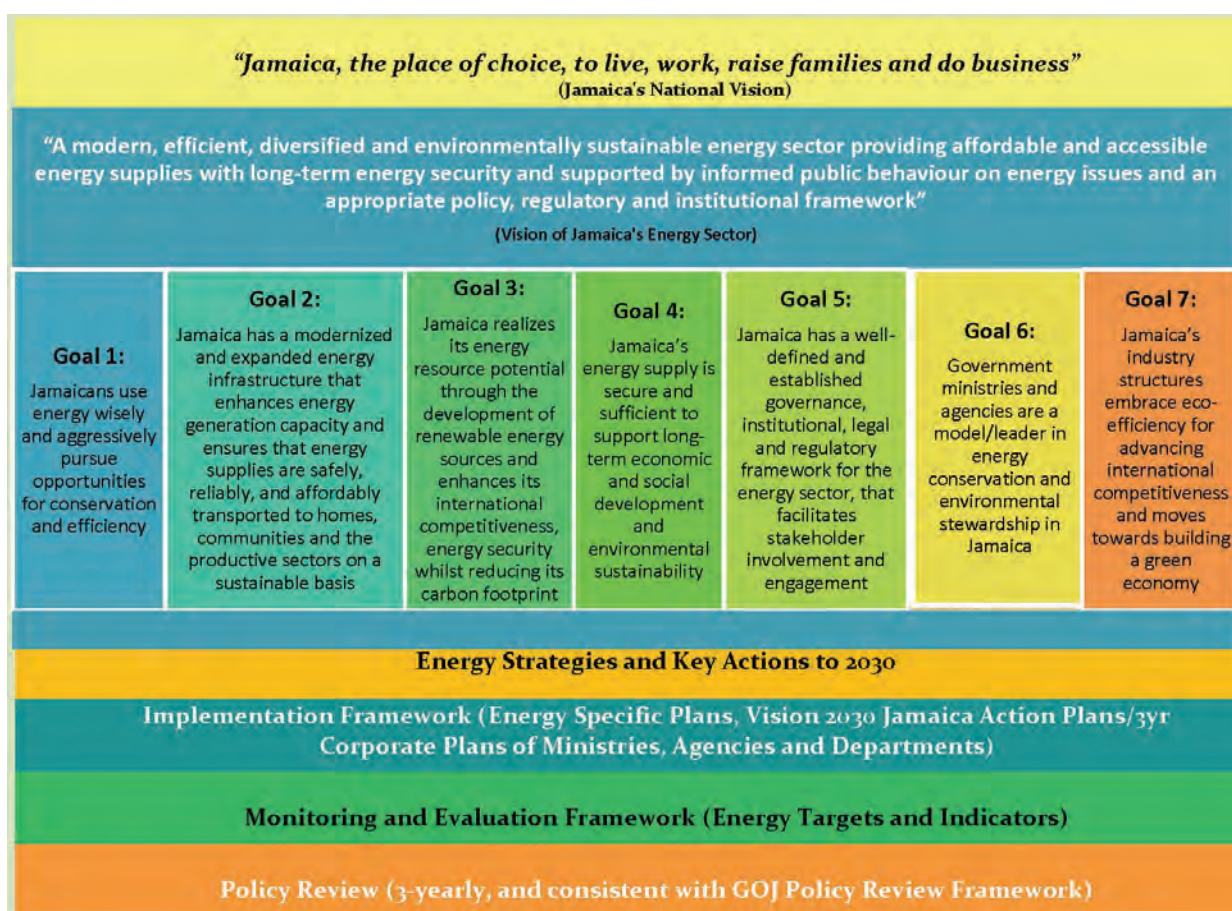 “Jamaica, the place of choice, to live, work, raise families and do business”
(Jamaica's National Vision)
“A modern, efficient, diversified and environmentally sustainable energy sector providing affordable and accessible
energy supplies with long-term energy security and supported by informed public behaviour on energy issues and an
appropriate policy, regulatory and institutional framework”
(Vision of Jamaica's Energy Sector)
Goal 1:
Jamaicans use
energy wisely
and aggressively
pursue
opportunities
for conservation
and efficiency
Goal 2:
Jamaica has a modernized
and expanded energy
infrastructure that
enhances energy
generation capacity and
ensures that energy
supplies are safely,
reliably, and affordably
transported to homes,
communities and the
productive sectors on a
sustainable basis
Goal 3:
Jamaica realizes
its energy
resource potential
through the
development of
renewable energy
sources and
enhances its
international
competitiveness,
energy security
whilst reducing its
carbon footprint
Goal 4:
Jamaica’s
energy supply is
secure and
sufficient to
support long-
term economic
and social
development
and
environmental
sustainability
Goal 5:
Jamaica has a well-
defined and
established
governance,
institutional, legal
and regulatory
framework for the
energy sector, that
facilitates
stakeholder
involvement and
engagement
Goal 6:
Government
ministries and
agencies are a
model/leader in
energy
conservation and
environmental
stewardship in
Jamaica
Goal 7:
Jamaica’s
industry
structures
embrace eco-
efficiency for
advancing
international
competitiveness
and moves
towards building
a green
economy
Energy Strategies and Key Actions to 2030
Implementation Framework (Energy Specific Plans, Vision 2030 Jamaica Action Plans/3yr
Corporate Plans of Ministries, Agencies and Departments)
Monitoring and Evaluation Framework (Energy Targets and Indicators)
Policy Review (3-yearly, and consistent with GOJ Policy Review Framework)